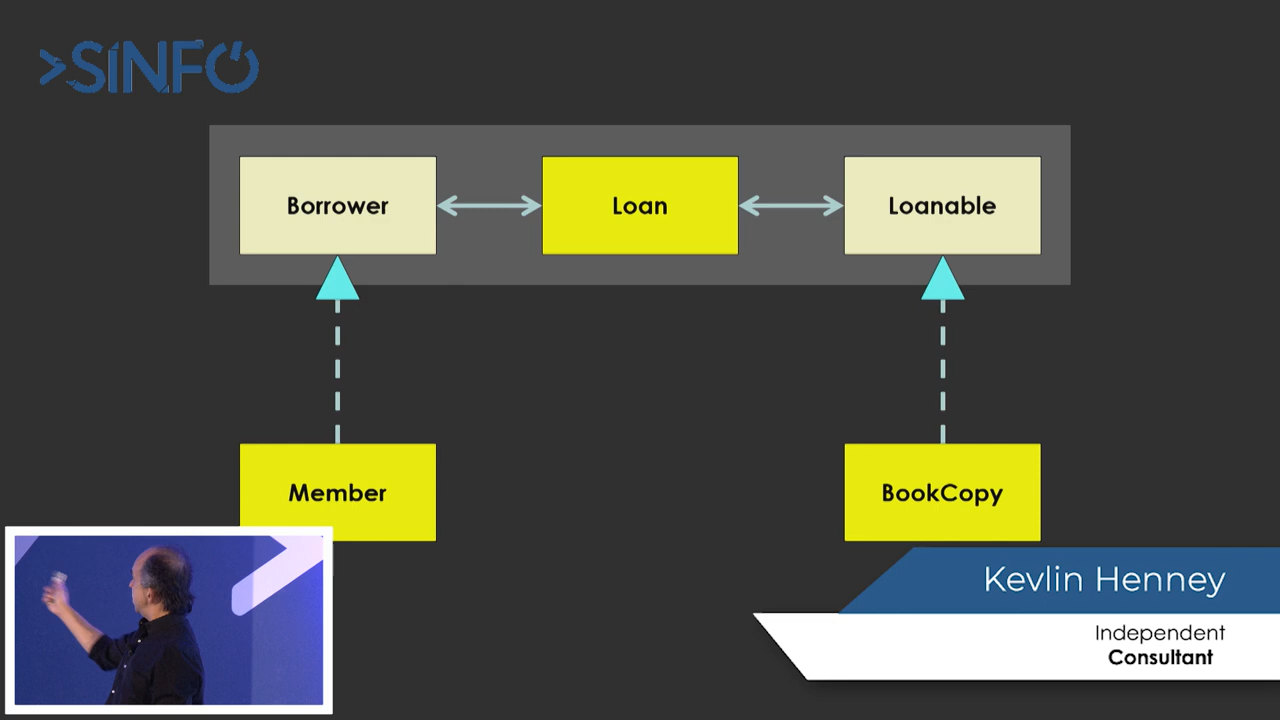 >SINFO
Borrower
Loan
Loanable
Member
BookCopy
Kevlin Henney
Independent
Consultant